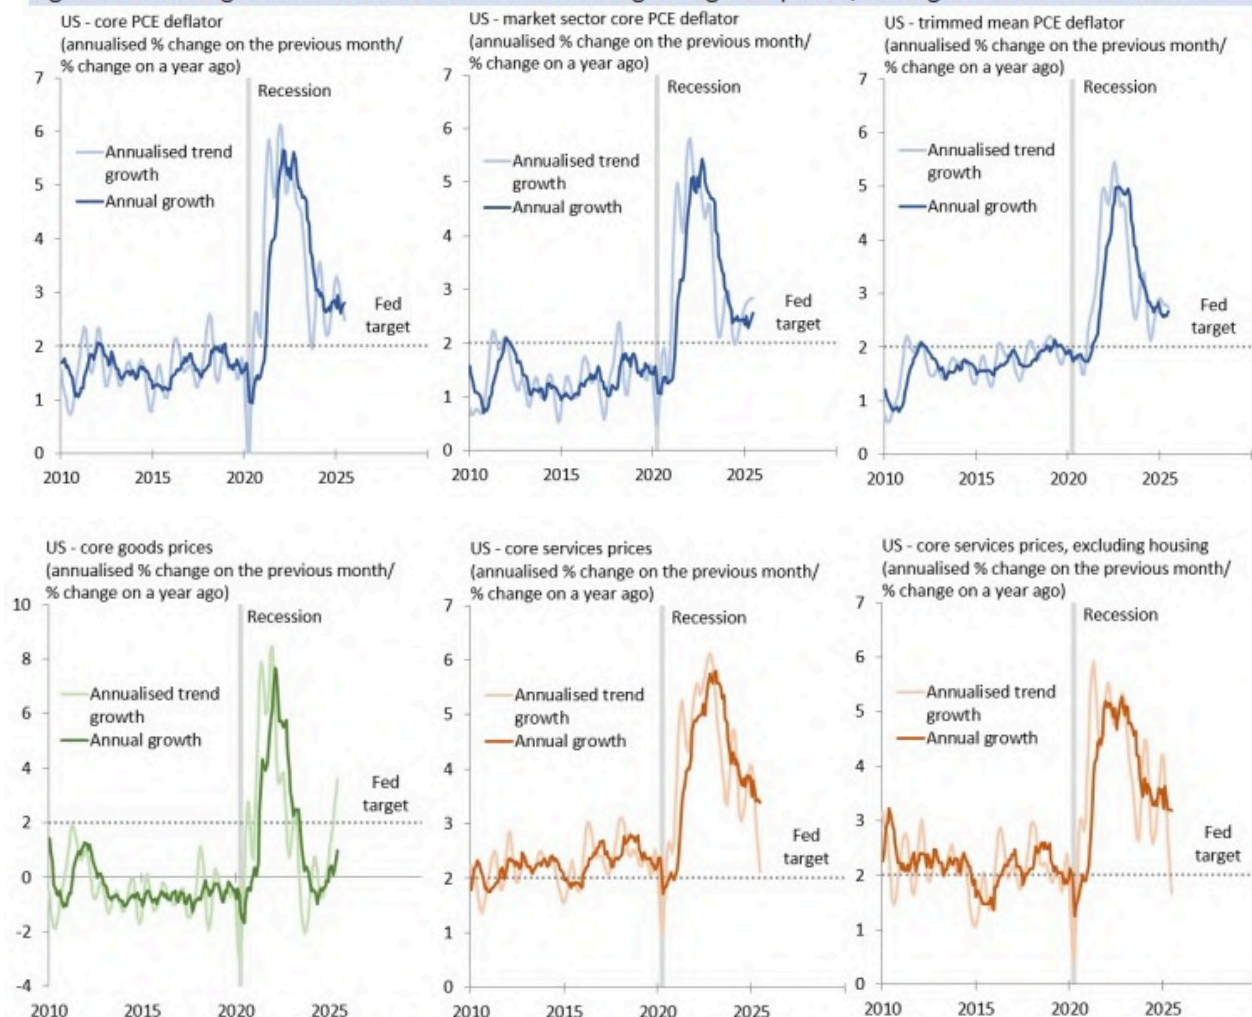 US - core PCE deflator
(annualised % change on the previous month/
% change on a year ago)
7
6
5
4
3
2
1
0
Recession
Annualised trend
growth
Annual growth
Fed
target
2010 2015 2020 2025
US - market sector core PCE deflator
(annualised % change on the previous month/
% change on a year ago)
7
6
5
4
3
2
1
0
Recession
Annualised trend
growth
Annual growth
Fed
target
2010 2015 2020 2025
US - trimmed mean PCE deflator
(annualised % change on the previous month/
% change on a year ago)
7
6
5
4
3
2
1
0
Recession
Annualised trend
growth
Annual growth
Fed
target
2010 2015 2020 2025
US - core goods prices
(annualised % change on the previous month/
% change on a year ago)
10
8
6
4
2
0
-2
-4
Recession
Annualised trend
growth
Annual growth
Fed
target
2010 2015 2020 2025
US - core services prices
(annualised % change on the previous month/
% change on a year ago)
7
6
5
4
3
2
1
0
Recession
Annualised trend
growth
Annual growth
Fed
target
2010 2015 2020 2025
US - core services prices, excluding housing
(annualised % change on the previous month/
% change on a year ago)
7
6
5
4
3
2
1
0
Recession
Annualised trend
growth
Annual growth
Fed
target
2010 2015 2020 2025